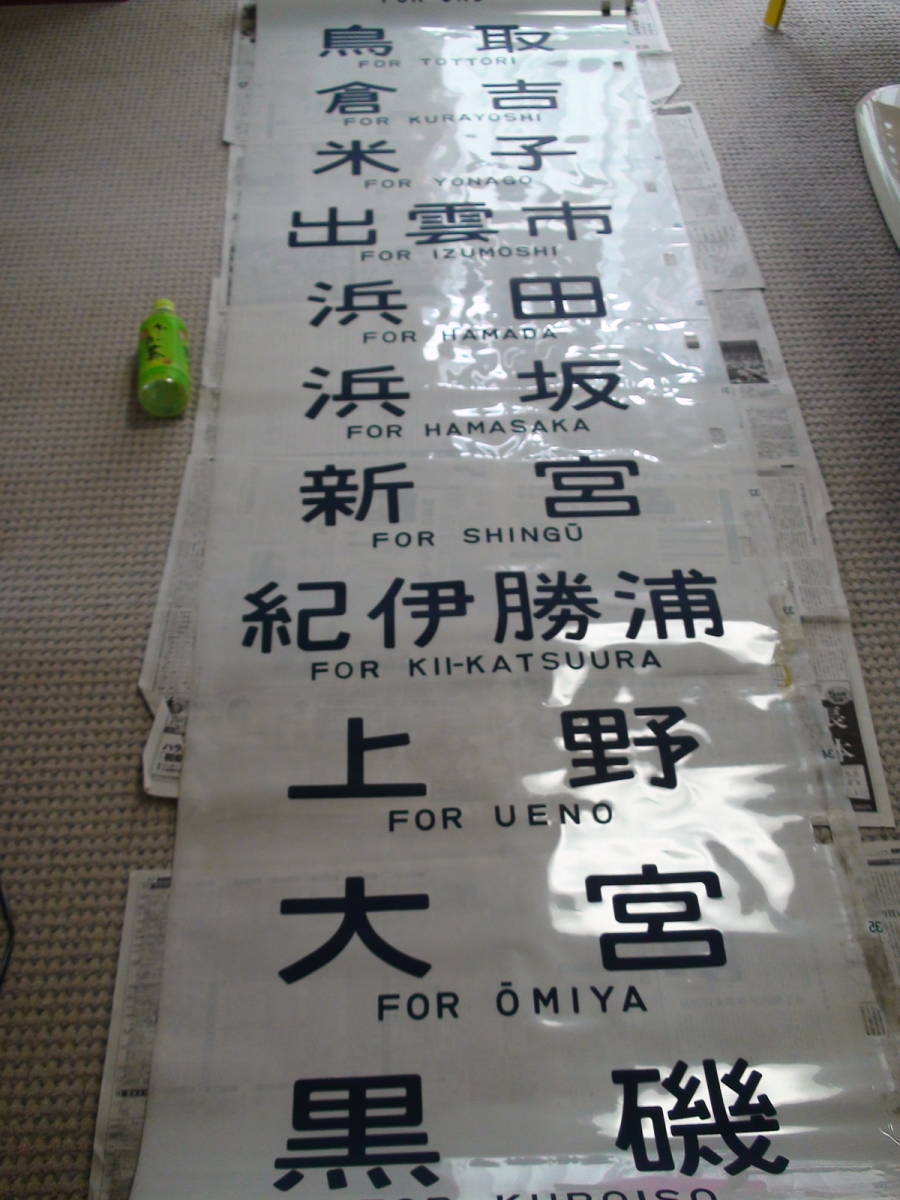 鳥取
FOR TOTTORI
倉吉
FOR KURAYOSHI
米子
FOR YONAGO
出雲市
FOR IZUMOSHI
浜田
FOR HAMADA
浜坂
FOR HAMASAKA
新宮
FOR SHINGŪ
紀伊勝浦
FOR KII-KATSUURA
上野
FOR UENO
大宮
FOR ŌMIYA
黒磯
FOR KUROISO